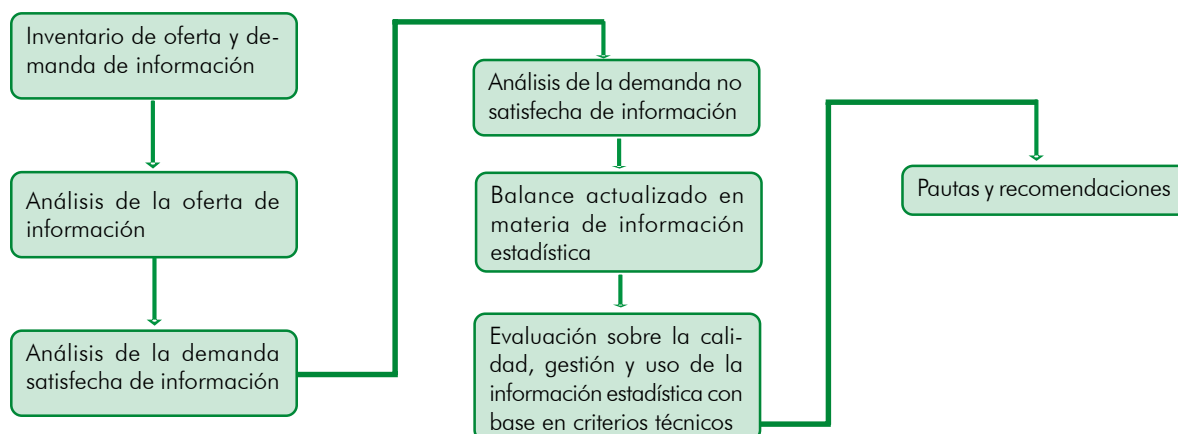 Inventario de oferta y de-
manda de información
Análisis de la oferta de
información
Análisis de la demanda
satisfecha de información
Análisis de la demanda no
satisfecha de información
Balance actualizado en
materia de información
estadística
Evaluación sobre la cali-
dad, gestión y uso de la
información estadística con
base en criterios técnicos
Pautas y recomendaciones